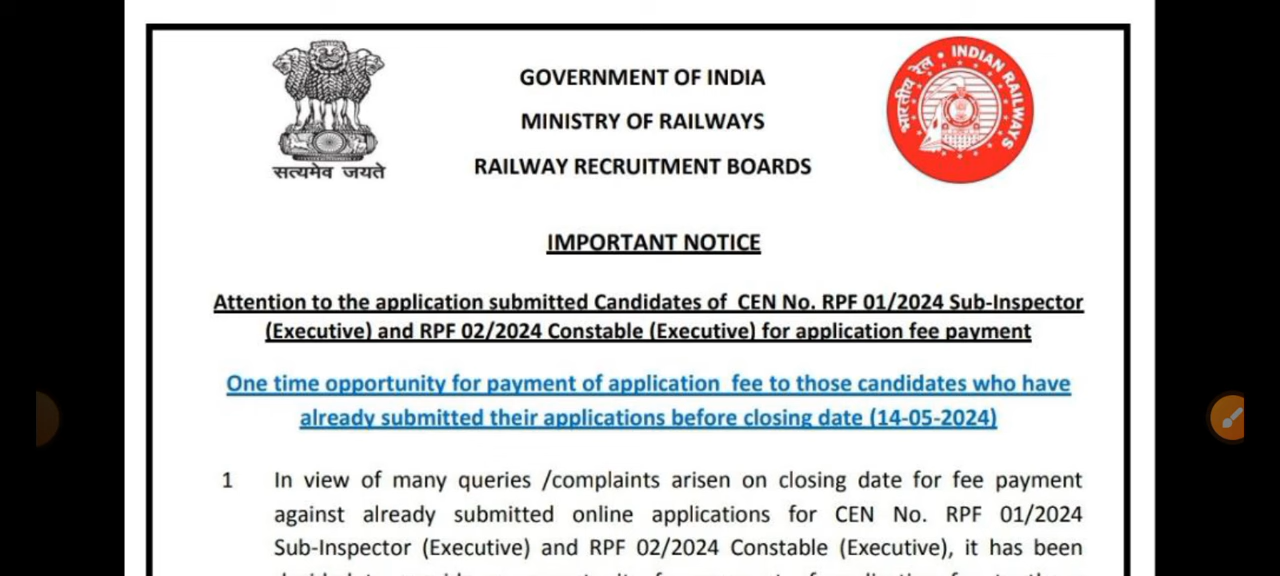 GOVERNMENT OF INDIA
MINISTRY OF RAILWAYS
RAILWAY RECRUITMENT BOARDS
सत्यमेव जयते
भारतीय रेल INDIAN RAILWAYS
IMPORTANT NOTICE
Attention to the application submitted Candidates of CEN No. RPF 01/2024 Sub-Inspector
(Executive) and RPF 02/2024 Constable (Executive) for application fee payment
One time opportunity for payment of application fee to those candidates who have
already submitted their applications before closing date (14-05-2024)
1 In view of many queries /complaints arisen on closing date for fee payment
against already submitted online applications for CEN No. RPF 01/2024
Sub-Inspector (Executive) and RPF 02/2024 Constable (Executive), it has been